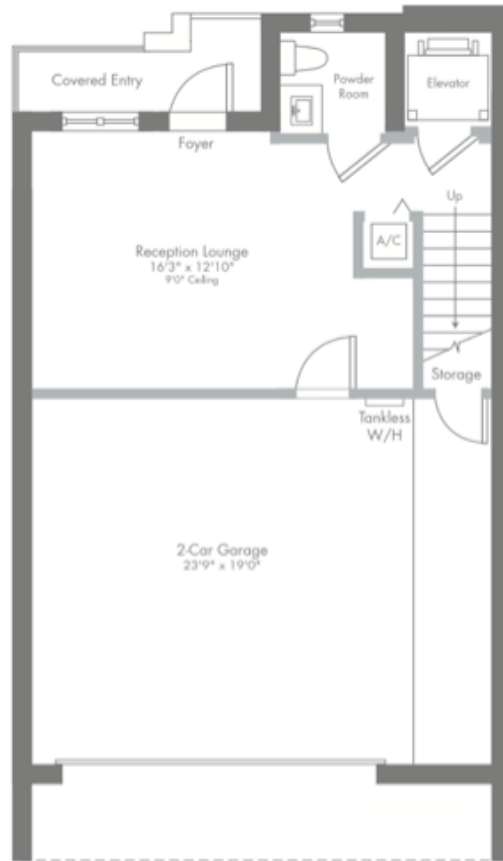 Covered Entry
Powder
Room
Elevator
Foyer
Up
A/C
Reception Lounge
16'3" x 12'10"
9'0" Ceiling
Storage
Tankless
W/H
2-Car Garage
23'9" x 19'0"